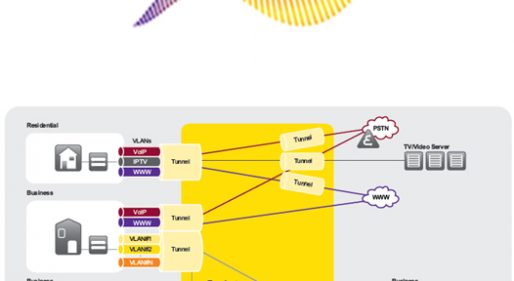 Residential
VLANs
VoIP
IPTV
WWW
Tunnel
Tunnel
Tunnel
Tunnel
PSTN
TV/Video Server
WWW
Business
VoIP
WWW
Tunnel
VLAN#1
VLAN#2
VLAN#N
Tunnel
Business
Business